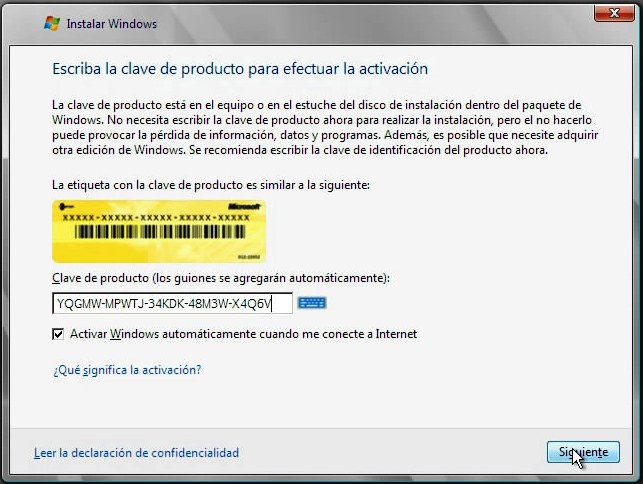 Instalar Windows
Escriba la clave de producto para efectuar la activación
La clave de producto está en el equipo o en el estuche del disco de instalación dentro del paquete de
Windows. No necesita escribir la clave de producto ahora para realizar la instalación, pero el no hacerlo
puede provocar la pérdida de información, datos y programas. Además, es posible que necesite adquirir
otra edición de Windows. Se recomienda escribir la clave de identificación del producto ahora.
La etiqueta con la clave de producto es similar a la siguiente:
Microsoft
XXXXX-XXXXX-XXXXX-XXXXX-XXXXX
Clave de producto (los guiones se agregarán automáticamente):
YQGMW-MPWTJ-34KDK-48M3W-X4Q6V
Activar Windows automáticamente cuando me conecte a Internet
¿Qué significa la activación?
Leer la declaración de confidencialidad
Siguiente